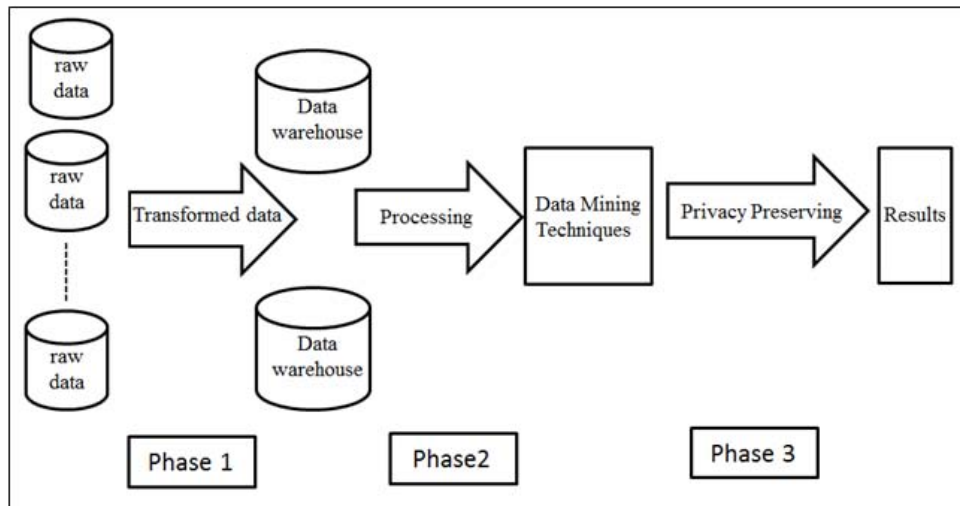 raw
data
raw
data
raw
data
Transformed data
Data
warehouse
Data
warehouse
Processing
Data Mining
Techniques
Privacy Preserving
Results
Phase 1
Phase2
Phase 3